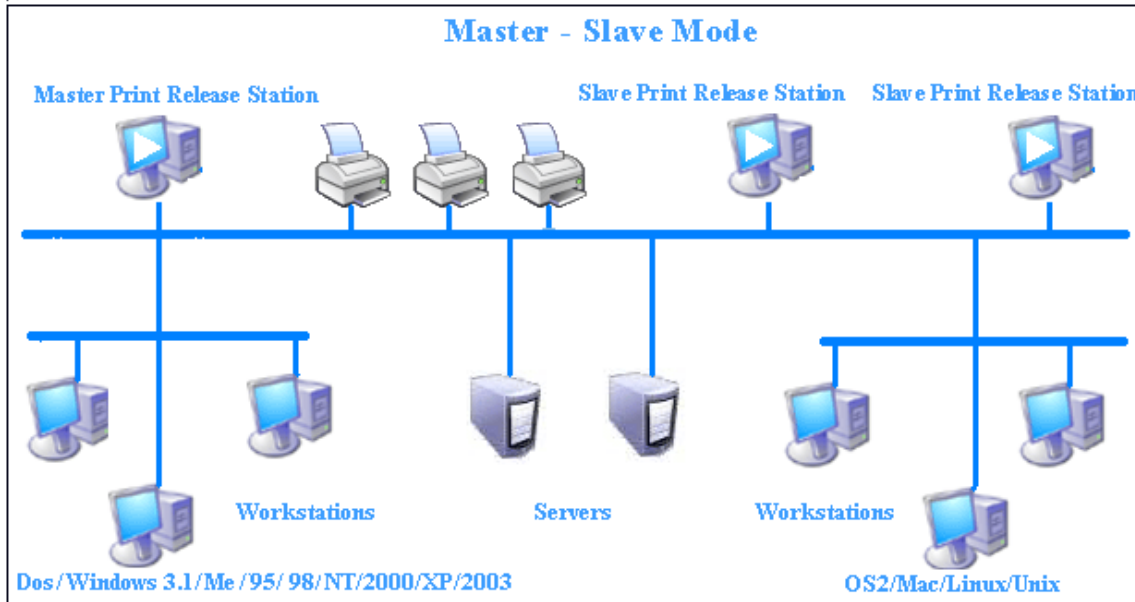 Master - Slave Mode
Master Print Release Station
Slave Print Release Station
Slave Print Release Station
Workstations
Servers
Workstations
Dos/Windows 3.1/Me/95/98/NT/2000/XP/2003
OS2/Mac/Linux/Unix